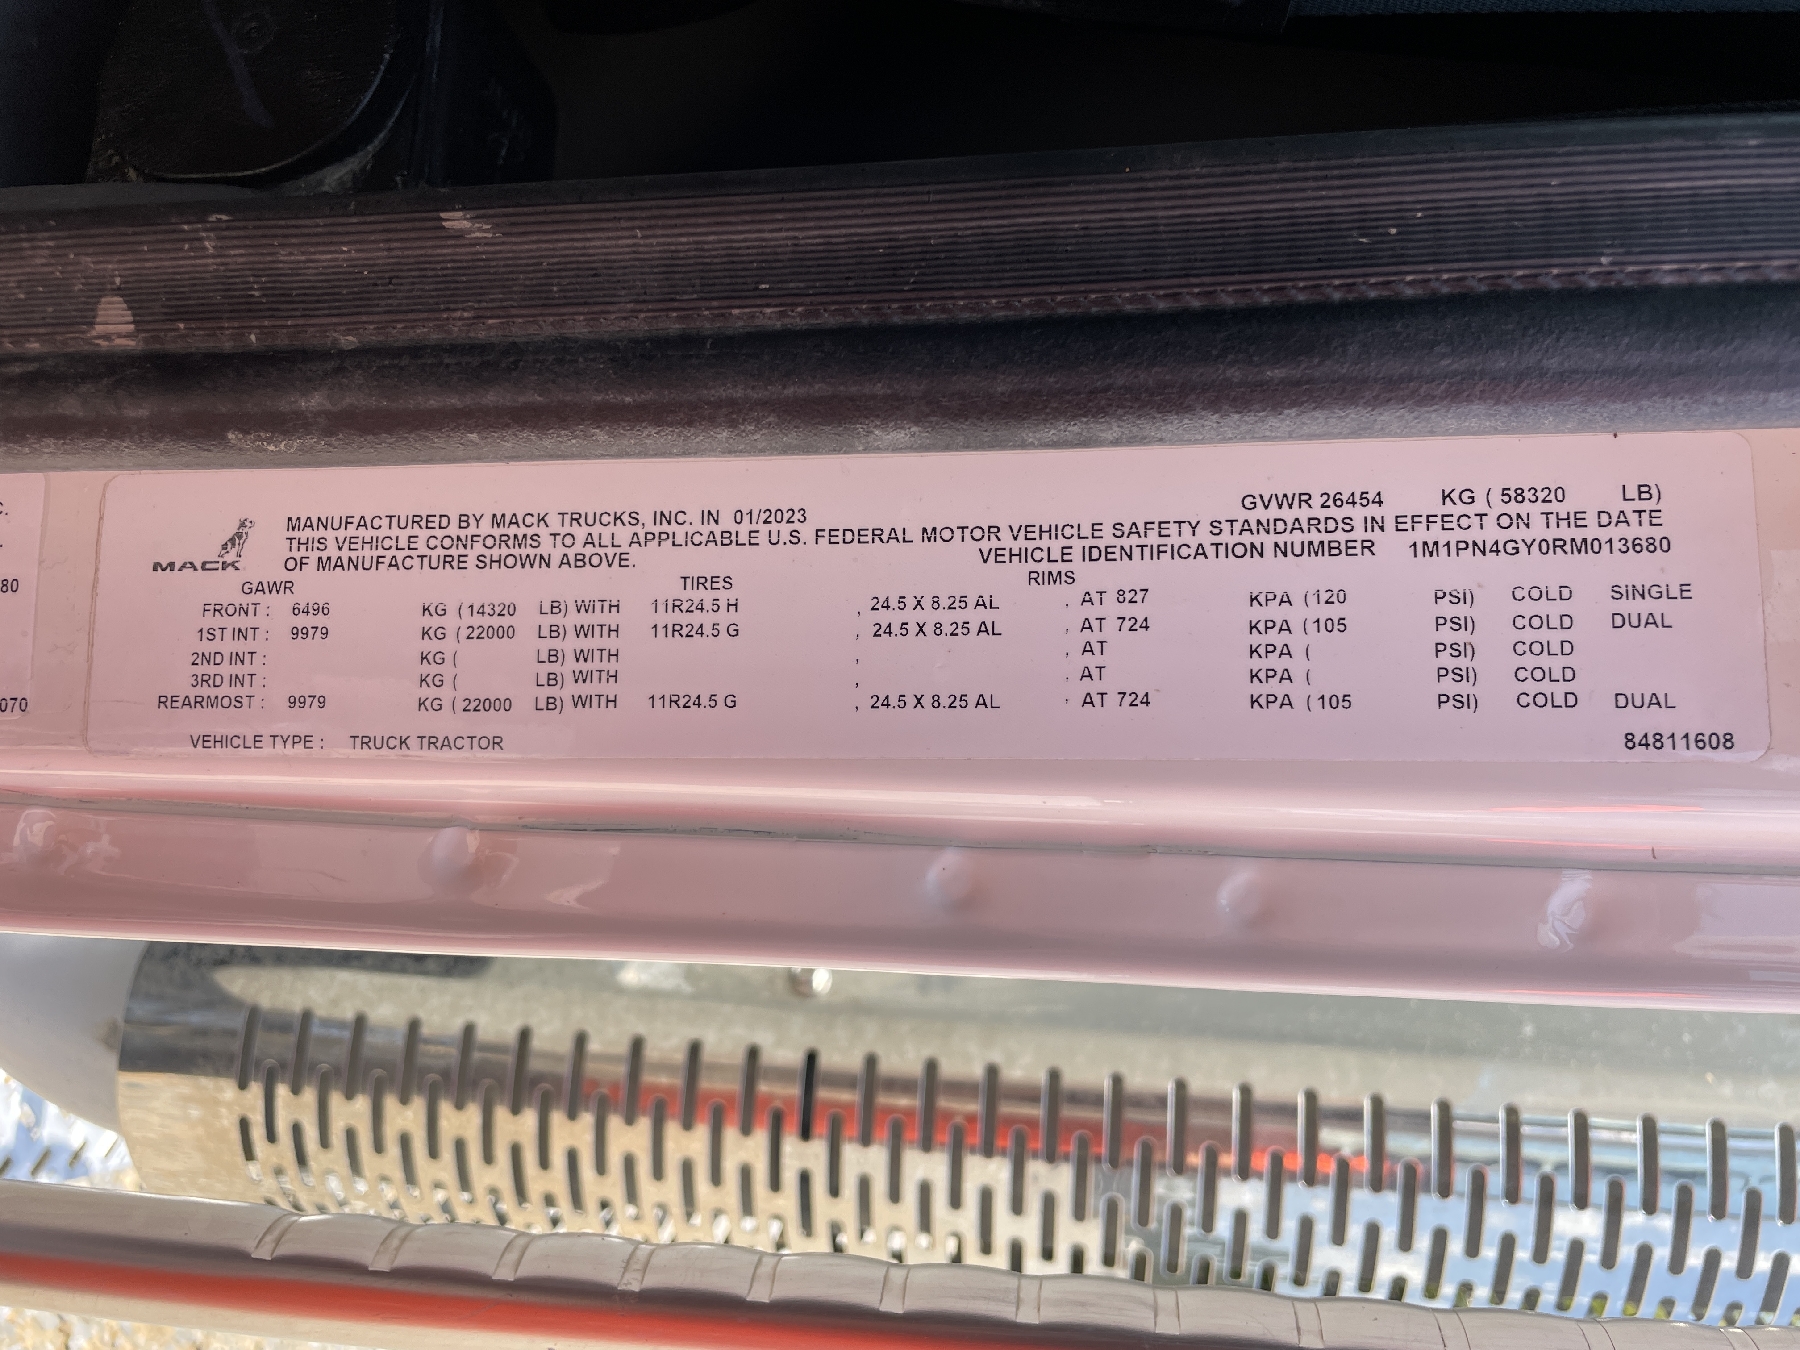 C.
80
070
MACK
MANUFACTURED BY MACK TRUCKS, INC. IN 01/2023 GVWR 26454 KG ( 58320 LB)
THIS VEHICLE CONFORMS TO ALL APPLICABLE U.S. FEDERAL MOTOR VEHICLE SAFETY STANDARDS IN EFFECT ON THE DATE
OF MANUFACTURE SHOWN ABOVE. VEHICLE IDENTIFICATION NUMBER 1M1PN4GY0RM013680
GAWR TIRES RIMS
FRONT : 6496 KG ( 14320 LB) WITH 11R24.5 H , 24.5 X 8.25 AL , AT 827 KPA ( 120 PSI) COLD SINGLE
1ST INT : 9979 KG ( 22000 LB) WITH 11R24.5 G , 24.5 X 8.25 AL , AT 724 KPA ( 105 PSI) COLD DUAL
2ND INT : KG ( LB) WITH , , AT KPA ( PSI) COLD
3RD INT : KG ( LB) WITH , , AT KPA ( PSI) COLD
REARMOST : 9979 KG ( 22000 LB) WITH 11R24.5 G , 24.5 X 8.25 AL , AT 724 KPA ( 105 PSI) COLD DUAL
VEHICLE TYPE : TRUCK TRACTOR 84811608